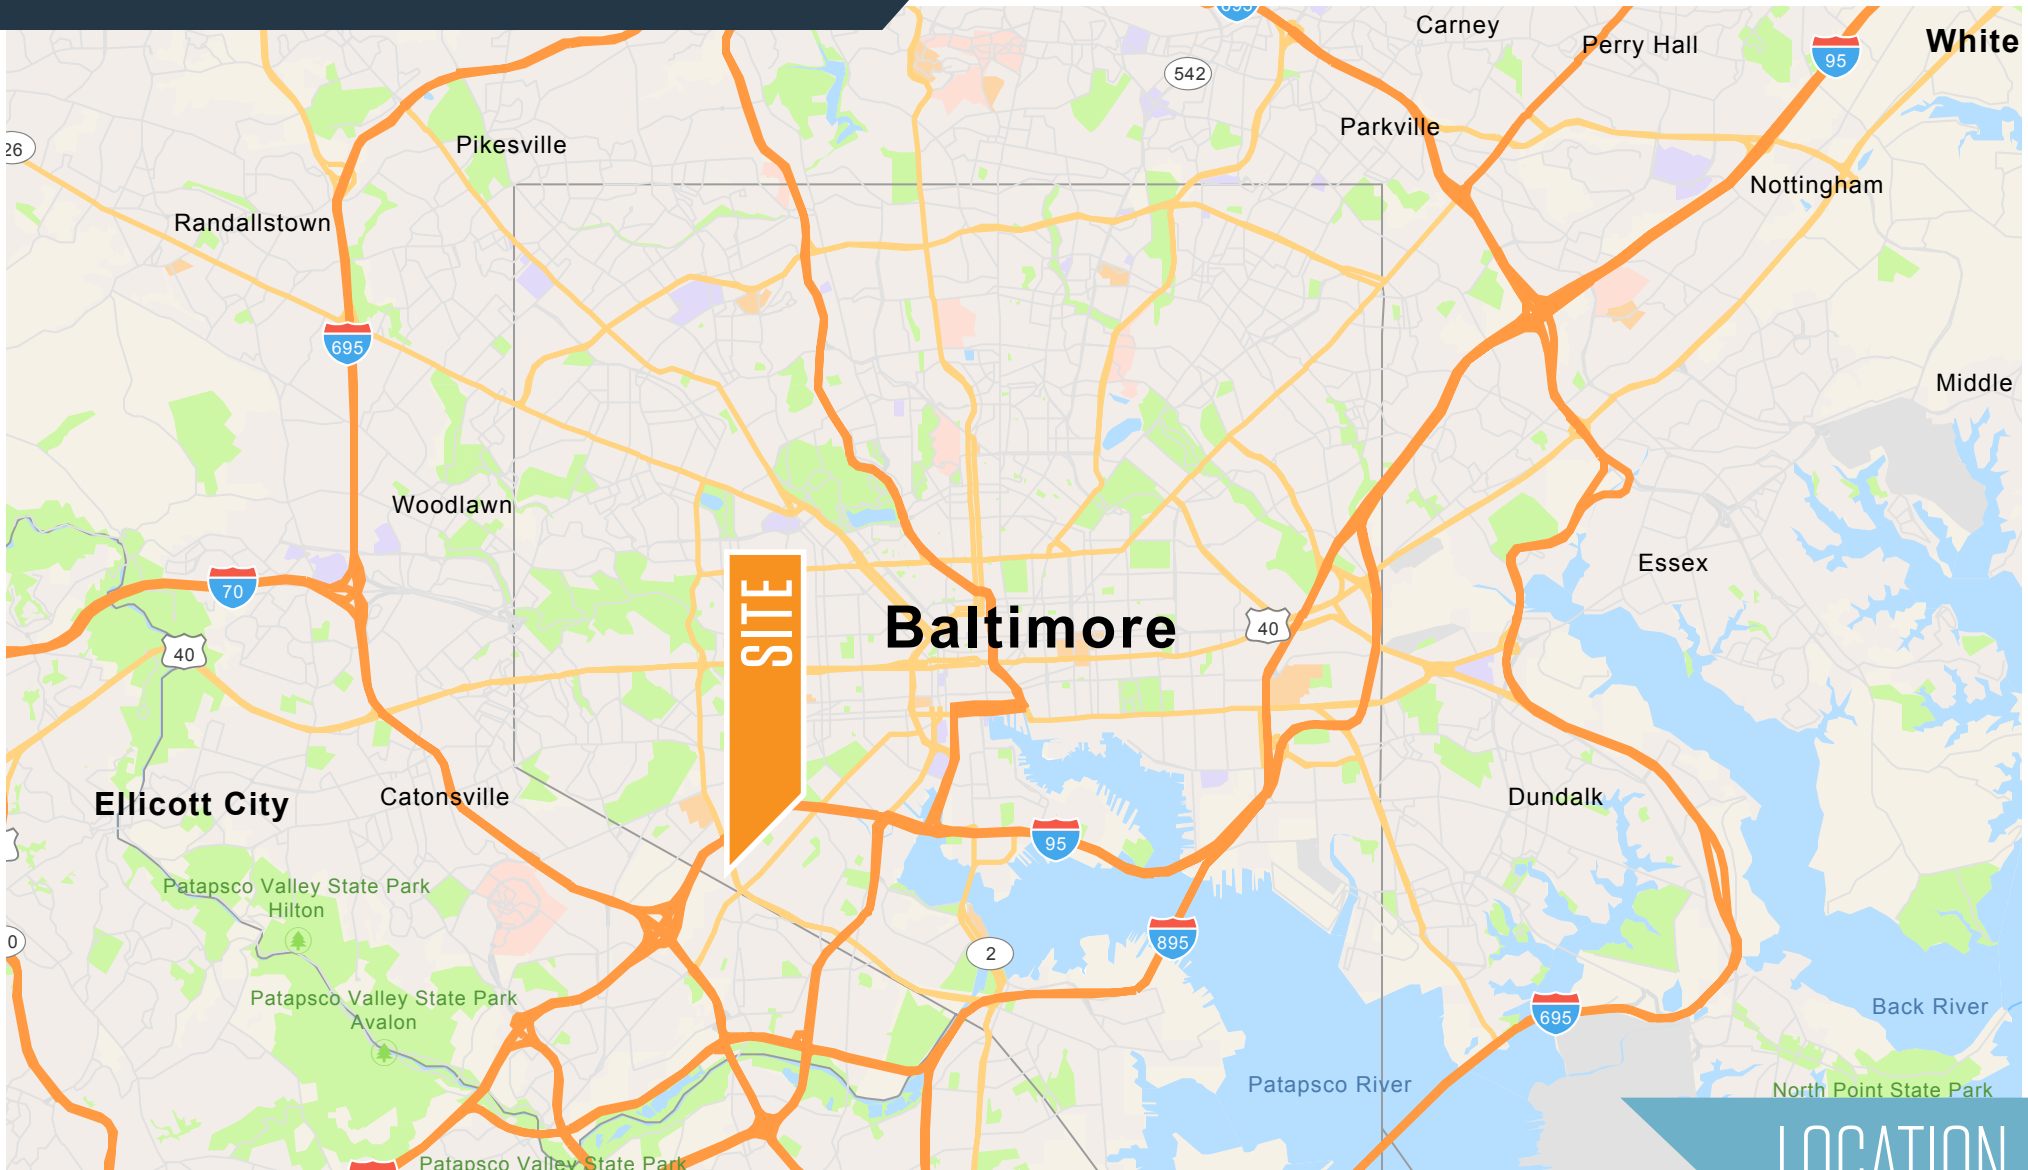 695
Carney
Perry Hall
95
White
542
Parkville
26
Pikesville
Nottingham
Randallstown
695
Middle
Woodlawn
Essex
70
SITE
Baltimore
40
40
Ellicott City
Catonsville
Dundalk
95
Patapsco Valley State Park
Hilton
0
895
2
Patapsco Valley State Park
Avalon
695
Back River
Patapsco River
North Point State Park
LOCATION
Patapsco Valley State Park